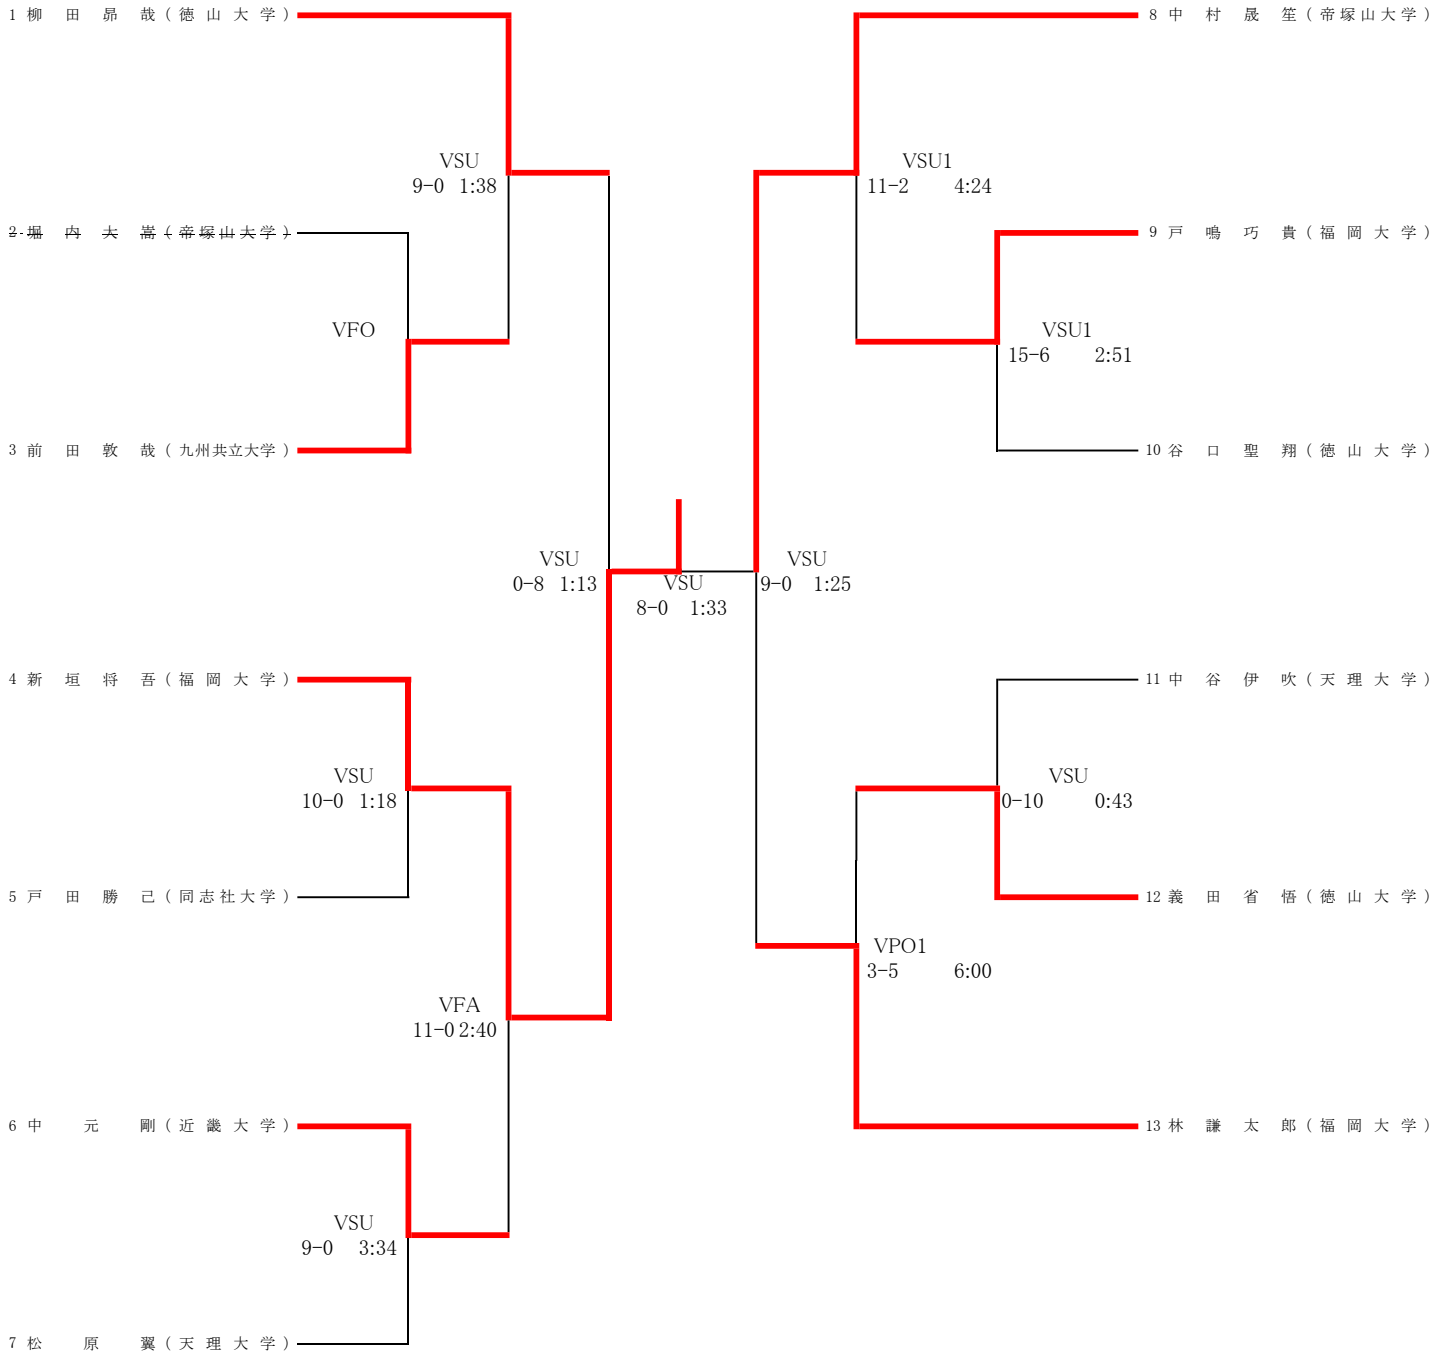 1 柳田昴哉(徳山大学)
8 中村晟笙(帝塚山大学)
VSU
9-0 1:38
VSU1
11-2 4:24
2 堀内大嵩(帝塚山大学)
9 戸鳴巧貴(福岡大学)
VFO
VSU1
15-6 2:51
3 前田敦哉(九州共立大学)
10 谷口聖翔(徳山大学)
VSU
0-8 1:13
VSU
8-0 1:33
VSU
9-0 1:25
4 新垣将吾(福岡大学)
11 中谷伊吹(天理大学)
VSU
10-0 1:18
VSU
0-10 0:43
5 戸田勝己(同志社大学)
12 義田省悟(徳山大学)
VPO1
3-5 6:00
VFA
11-0 2:40
6 中元剛(近畿大学)
13 林謙太郎(福岡大学)
VSU
9-0 3:34
7 松原翼(天理大学)